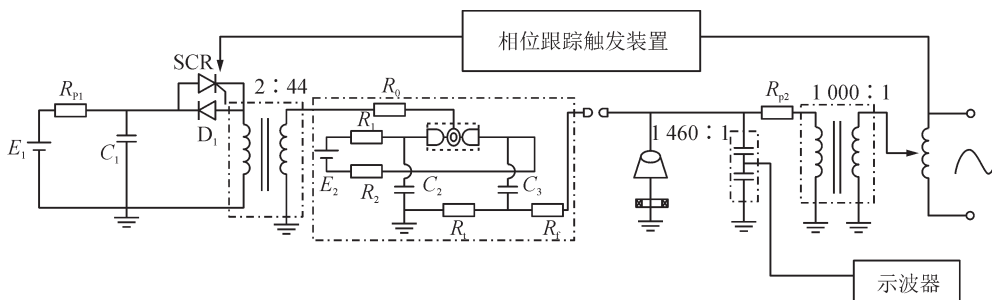 相位跟踪触发装置
SCR
R_P1
2∶44
R_0
R_p2
1 000∶1
D_1
R_1
1 460∶1
E_1
C_1
E_2
R_2
C_2
C_3
R_t
R_f
示波器